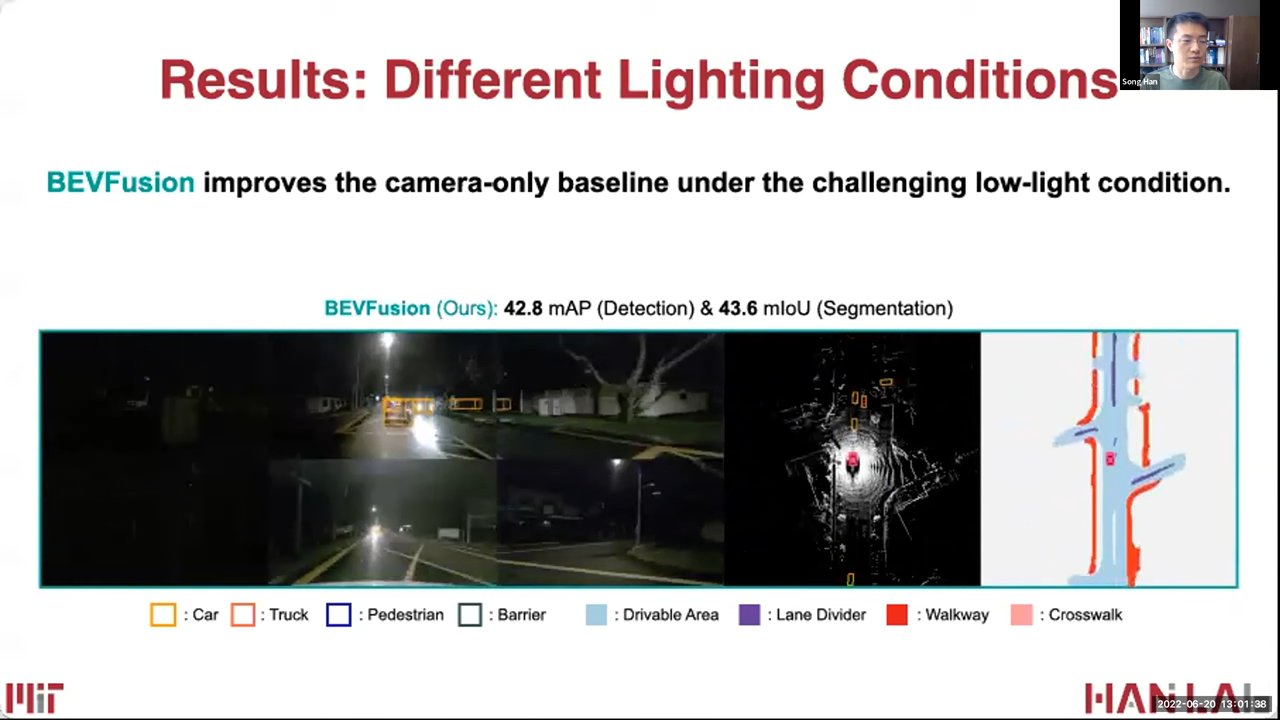 Results: Different Lighting Conditions
Song Han
BEVFusion improves the camera-only baseline under the challenging low-light condition.
BEVFusion (Ours): 42.8 mAP (Detection) & 43.6 mIoU (Segmentation)
: Car : Truck : Pedestrian : Barrier : Drivable Area : Lane Divider : Walkway : Crosswalk
MIT
HAN LAB
2022-06-20 13:01:38